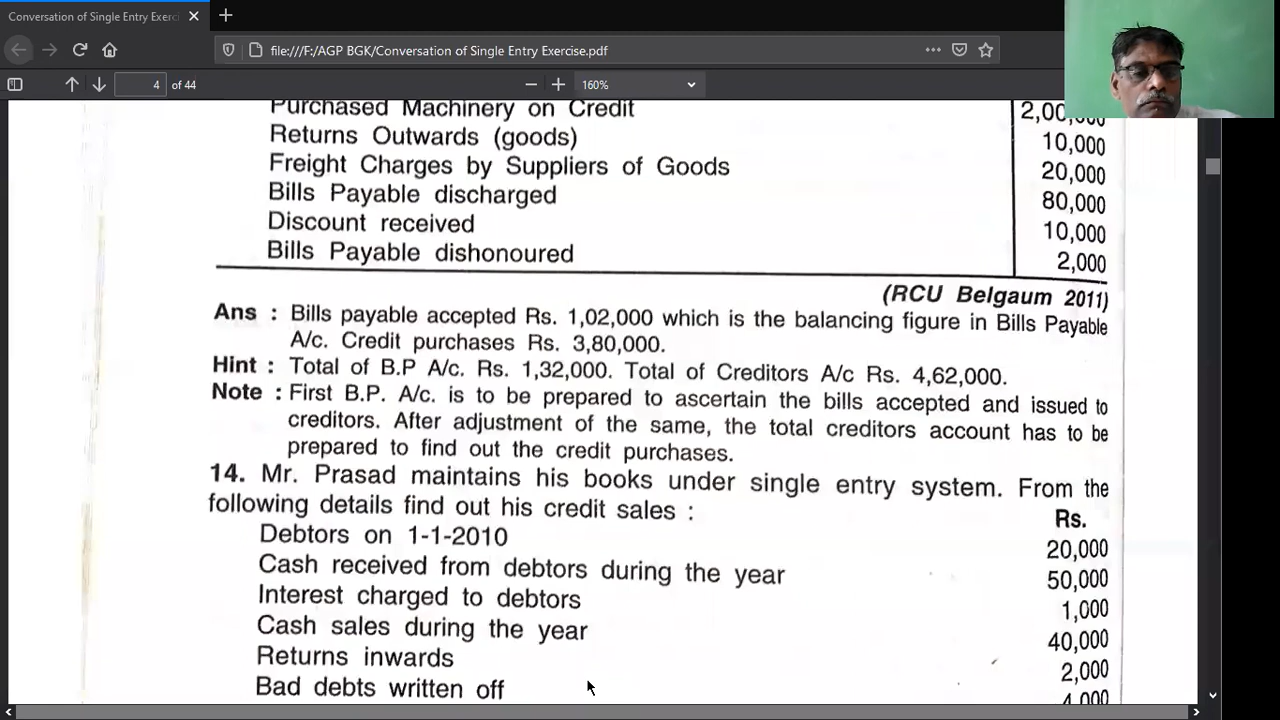 Conversation of Single Entry Exerc
file:///F:/AGP BGK/Conversation of Single Entry Exercise.pdf
4 of 44
160%
Purchased Machinery on Credit
Returns Outwards (goods) 10,000
Freight Charges by Suppliers of Goods 20,000
Bills Payable discharged 80,000
Discount received 10,000
Bills Payable dishonoured 2,000
(RCU Belgaum 2011)
Ans : Bills payable accepted Rs. 1,02,000 which is the balancing figure in Bills Payable
A/c. Credit purchases Rs. 3,80,000.
Hint : Total of B.P A/c. Rs. 1,32,000. Total of Creditors A/c Rs. 4,62,000.
Note : First B.P. A/c. is to be prepared to ascertain the bills accepted and issued to
creditors. After adjustment of the same, the total creditors account has to be
prepared to find out the credit purchases.
14. Mr. Prasad maintains his books under single entry system. From the
following details find out his credit sales :
Rs.
Debtors on 1-1-2010 20,000
Cash received from debtors during the year 50,000
Interest charged to debtors 1,000
Cash sales during the year 40,000
Returns inwards 2,000
Bad debts written off 4,000